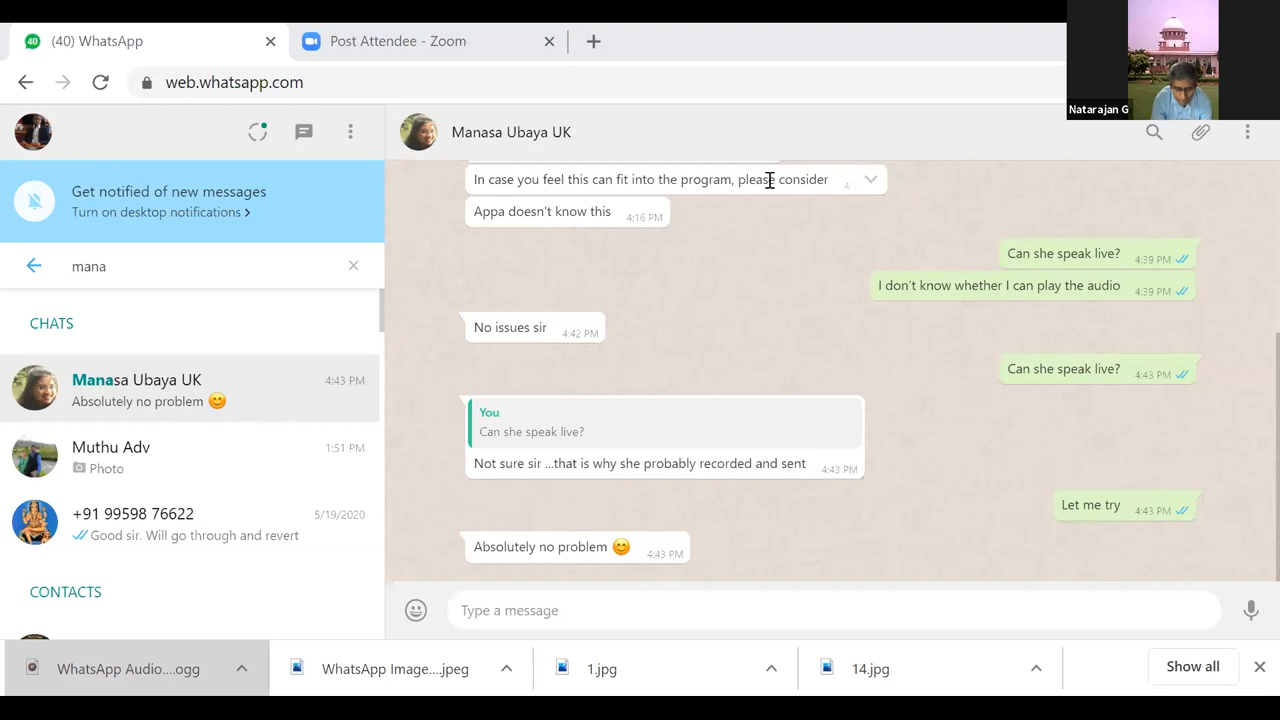 (40) WhatsApp
Post Attendee - Zoom
web.whatsapp.com
Natarajan G
Manasa Ubaya UK
Get notified of new messages
Turn on desktop notifications >
mana
CHATS
Manasa Ubaya UK 4:43 PM
Absolutely no problem 😊
Muthu Adv 1:51 PM
Photo
+91 99598 76622 5/19/2020
Good sir. Will go through and revert
CONTACTS
In case you feel this can fit into the program, please consider
Appa doesn't know this 4:16 PM
Can she speak live? 4:39 PM
I don't know whether I can play the audio 4:39 PM
No issues sir 4:42 PM
Can she speak live? 4:43 PM
You
Can she speak live?
Not sure sir ...that is why she probably recorded and sent 4:43 PM
Let me try 4:43 PM
Absolutely no problem 😊 4:43 PM
Type a message
WhatsApp Audio....ogg
WhatsApp Image....jpeg
1.jpg
14.jpg
Show all